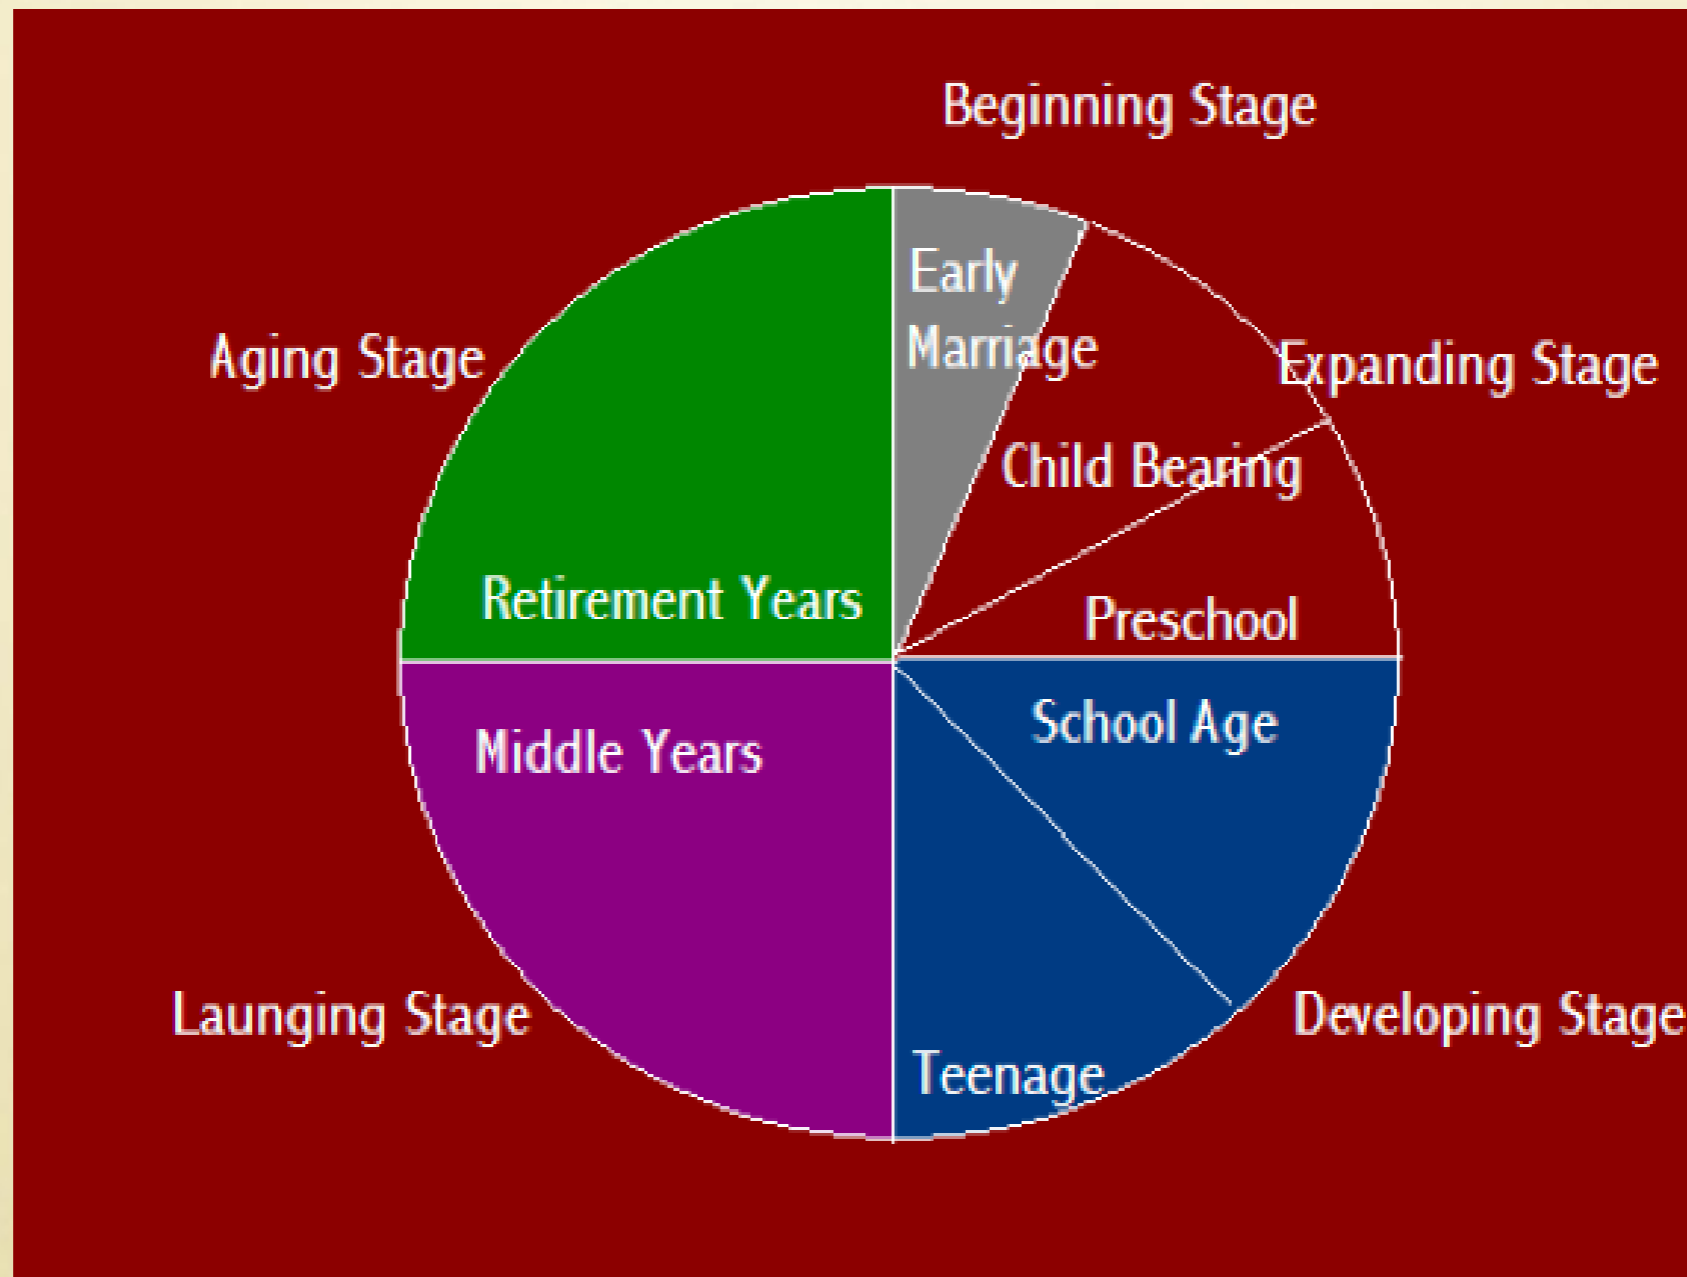 Beginning Stage
Early
Marriage
Aging Stage
Expanding Stage
Child Bearing
Retirement Years
Preschool
School Age
Middle Years
Launging Stage
Developing Stage
Teenage